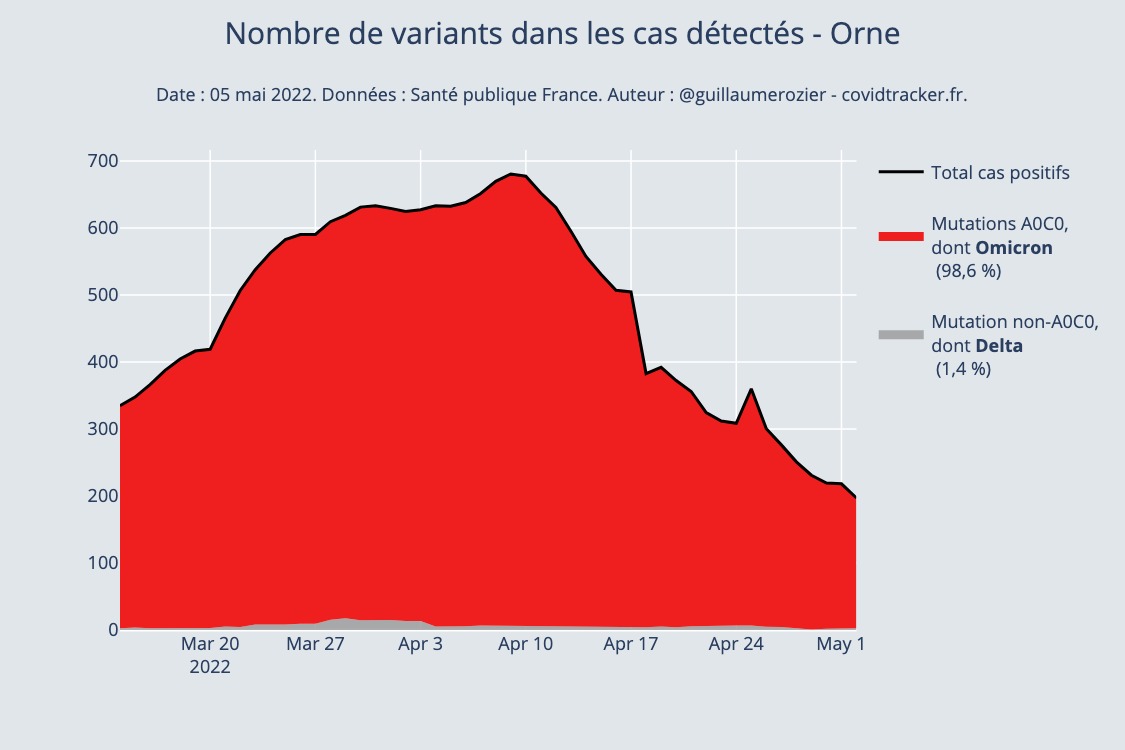 Nombre de variants dans les cas détectés - Orne
Date : 05 mai 2022. Données : Santé publique France. Auteur : @guillaumerozier - covidtracker.fr.
700
600
500
400
300
200
100
0
Mar 20
2022
Mar 27
Apr 3
Apr 10
Apr 17
Apr 24
May 1
Total cas positifs
Mutations A0C0,
dont Omicron
(98,6 %)
Mutation non-A0C0,
dont Delta
(1,4 %)